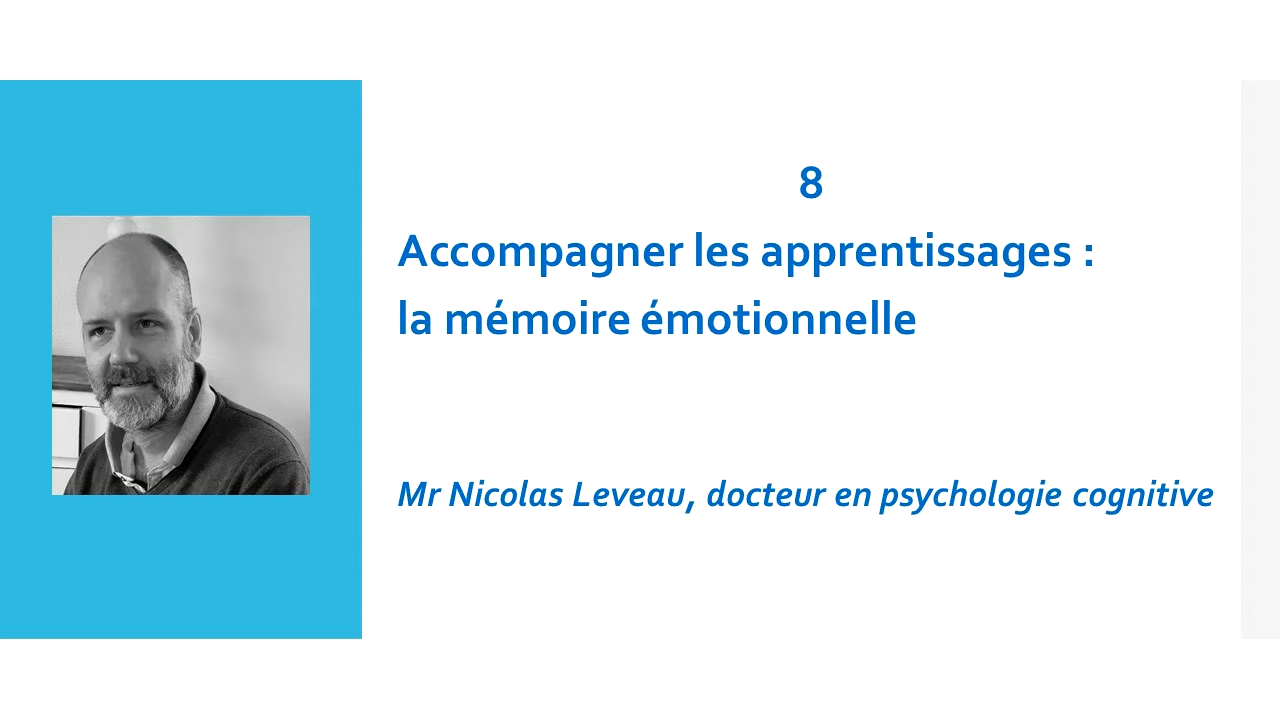 8
Accompagner les apprentissages :
la mémoire émotionnelle
Mr Nicolas Leveau, docteur en psychologie cognitive